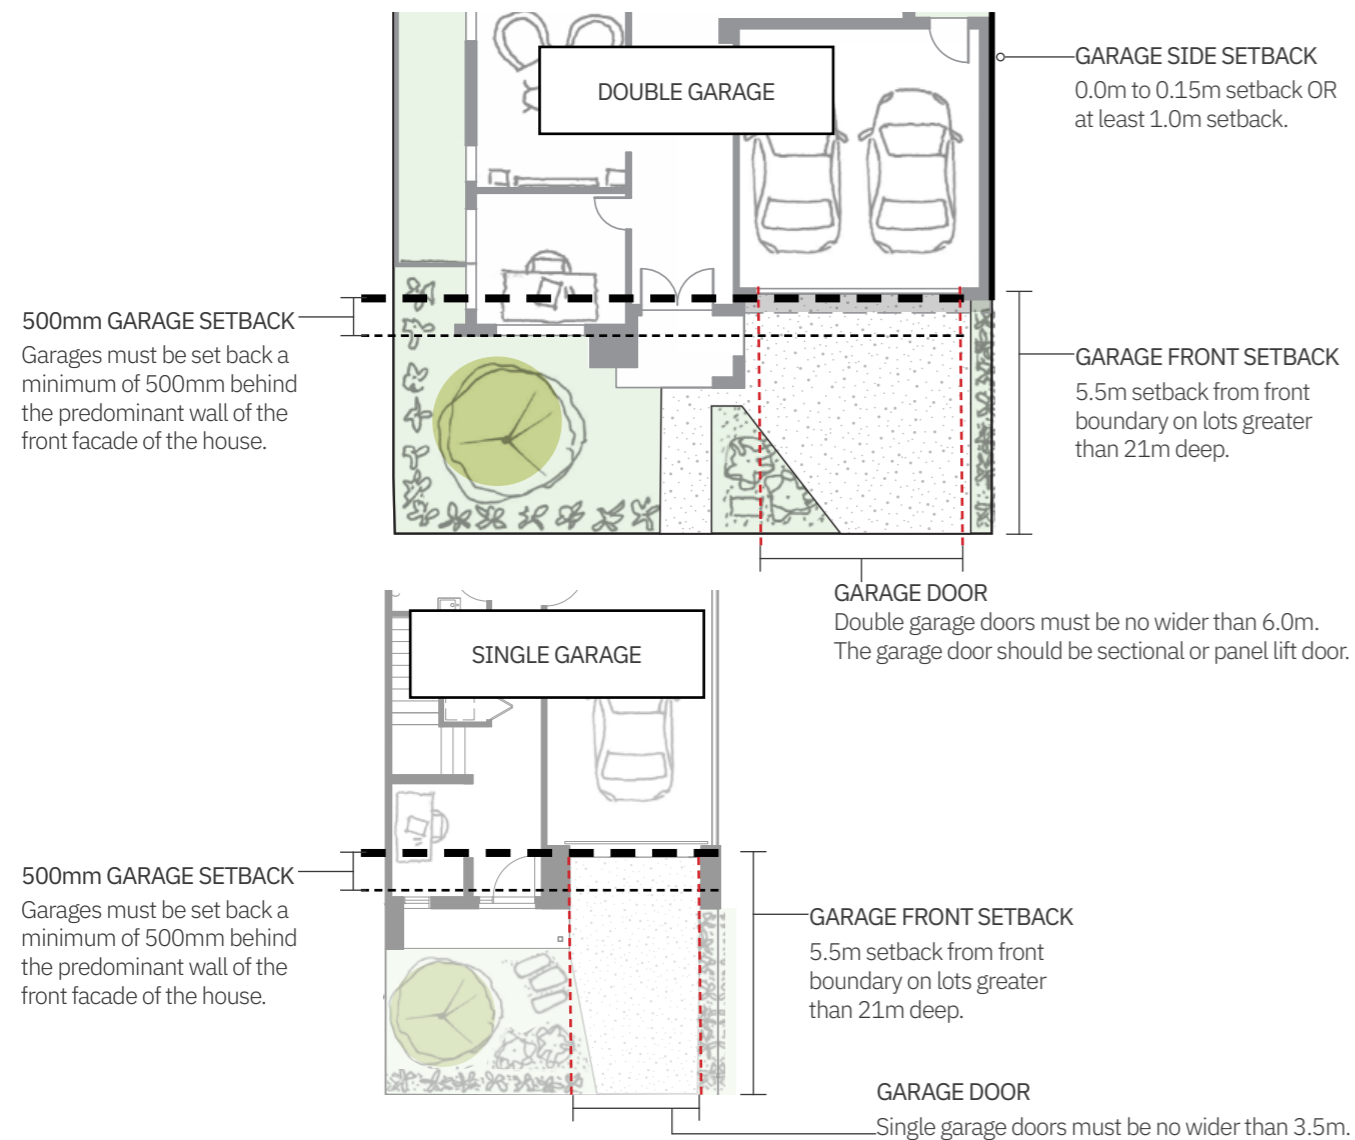 DOUBLE GARAGE
GARAGE SIDE SETBACK
0.0m to 0.15m setback OR
at least 1.0m setback.
500mm GARAGE SETBACK
Garages must be set back a
minimum of 500mm behind
the predominant wall of the
front facade of the house.
GARAGE FRONT SETBACK
5.5m setback from front
boundary on lots greater
than 21m deep.
GARAGE DOOR
Double garage doors must be no wider than 6.0m.
The garage door should be sectional or panel lift door.
SINGLE GARAGE
500mm GARAGE SETBACK
Garages must be set back a
minimum of 500mm behind
the predominant wall of the
front facade of the house.
GARAGE FRONT SETBACK
5.5m setback from front
boundary on lots greater
than 21m deep.
GARAGE DOOR
Single garage doors must be no wider than 3.5m.